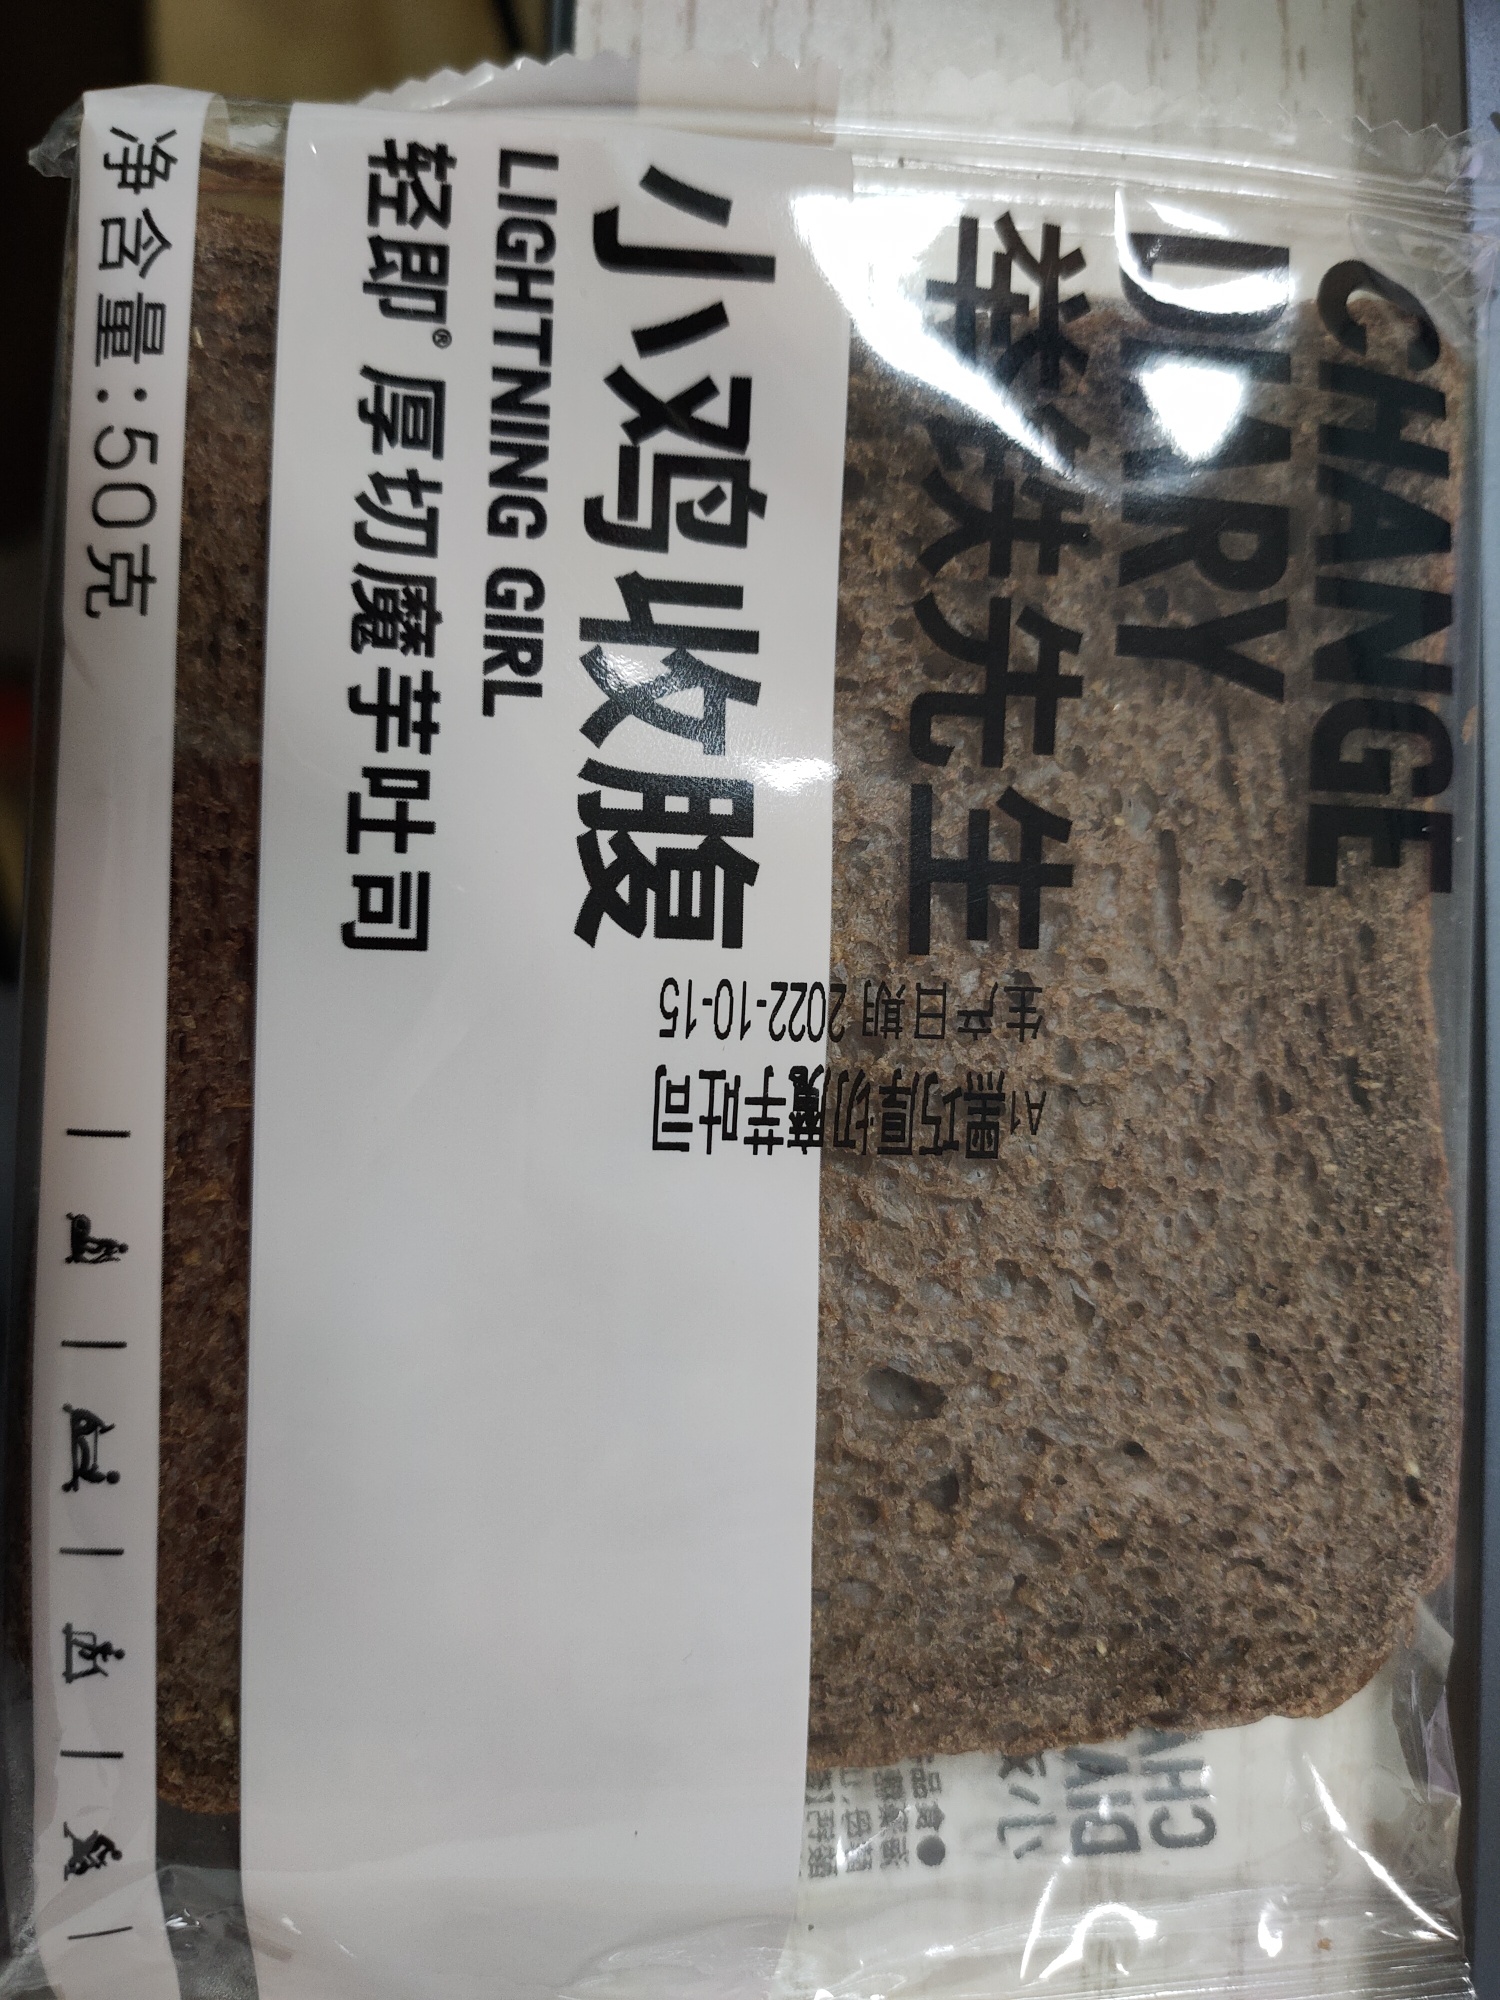 CHANGE
DIARY
举铁先生
小鸡收腹
LIGHTNING GIRL
轻即® 厚切魔芋吐司
净含量:50克
生产日期 2022-10-15
A1黑巧厚切魔芋吐司